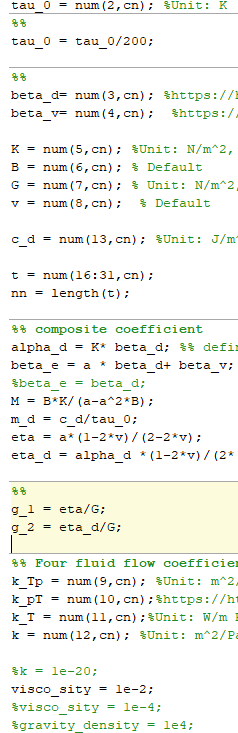 tau_0 = num(2,cn); %Unit: K
%%
tau_0 = tau_0/200;
%%
beta_d= num(3,cn); %https://h
beta_v= num(4,cn);  %https://
K = num(5,cn); %Unit: N/m^2,
B = num(6,cn); % Default
G = num(7,cn); % Unit: N/m^2,
v = num(8,cn);  % Default
c_d = num(13,cn); %Unit: J/m^
t = num(16:31,cn);
nn = length(t);
%% composite coefficient
alpha_d = K* beta_d; %% defin
beta_e = a * beta_d+ beta_v;
%beta_e = beta_d;
M = B*K/(a-a^2*B);
m_d = c_d/tau_0;
eta = a*(1-2*v)/(2-2*v);
eta_d = alpha_d *(1-2*v)/(2*
%%
g_1 = eta/G;
g_2 = eta_d/G;
%% Four fluid flow coefficien
k_Tp = num(9,cn); %Unit: m^2/
k_pT = num(10,cn);%https://ht
k_T = num(11,cn);%Unit: W/m K
k = num(12,cn); %Unit: m^2/Pa
%k = 1e-20;
visco_sity = 1e-2;
%visco_sity = 1e-4;
%gravity_density = 1e4;